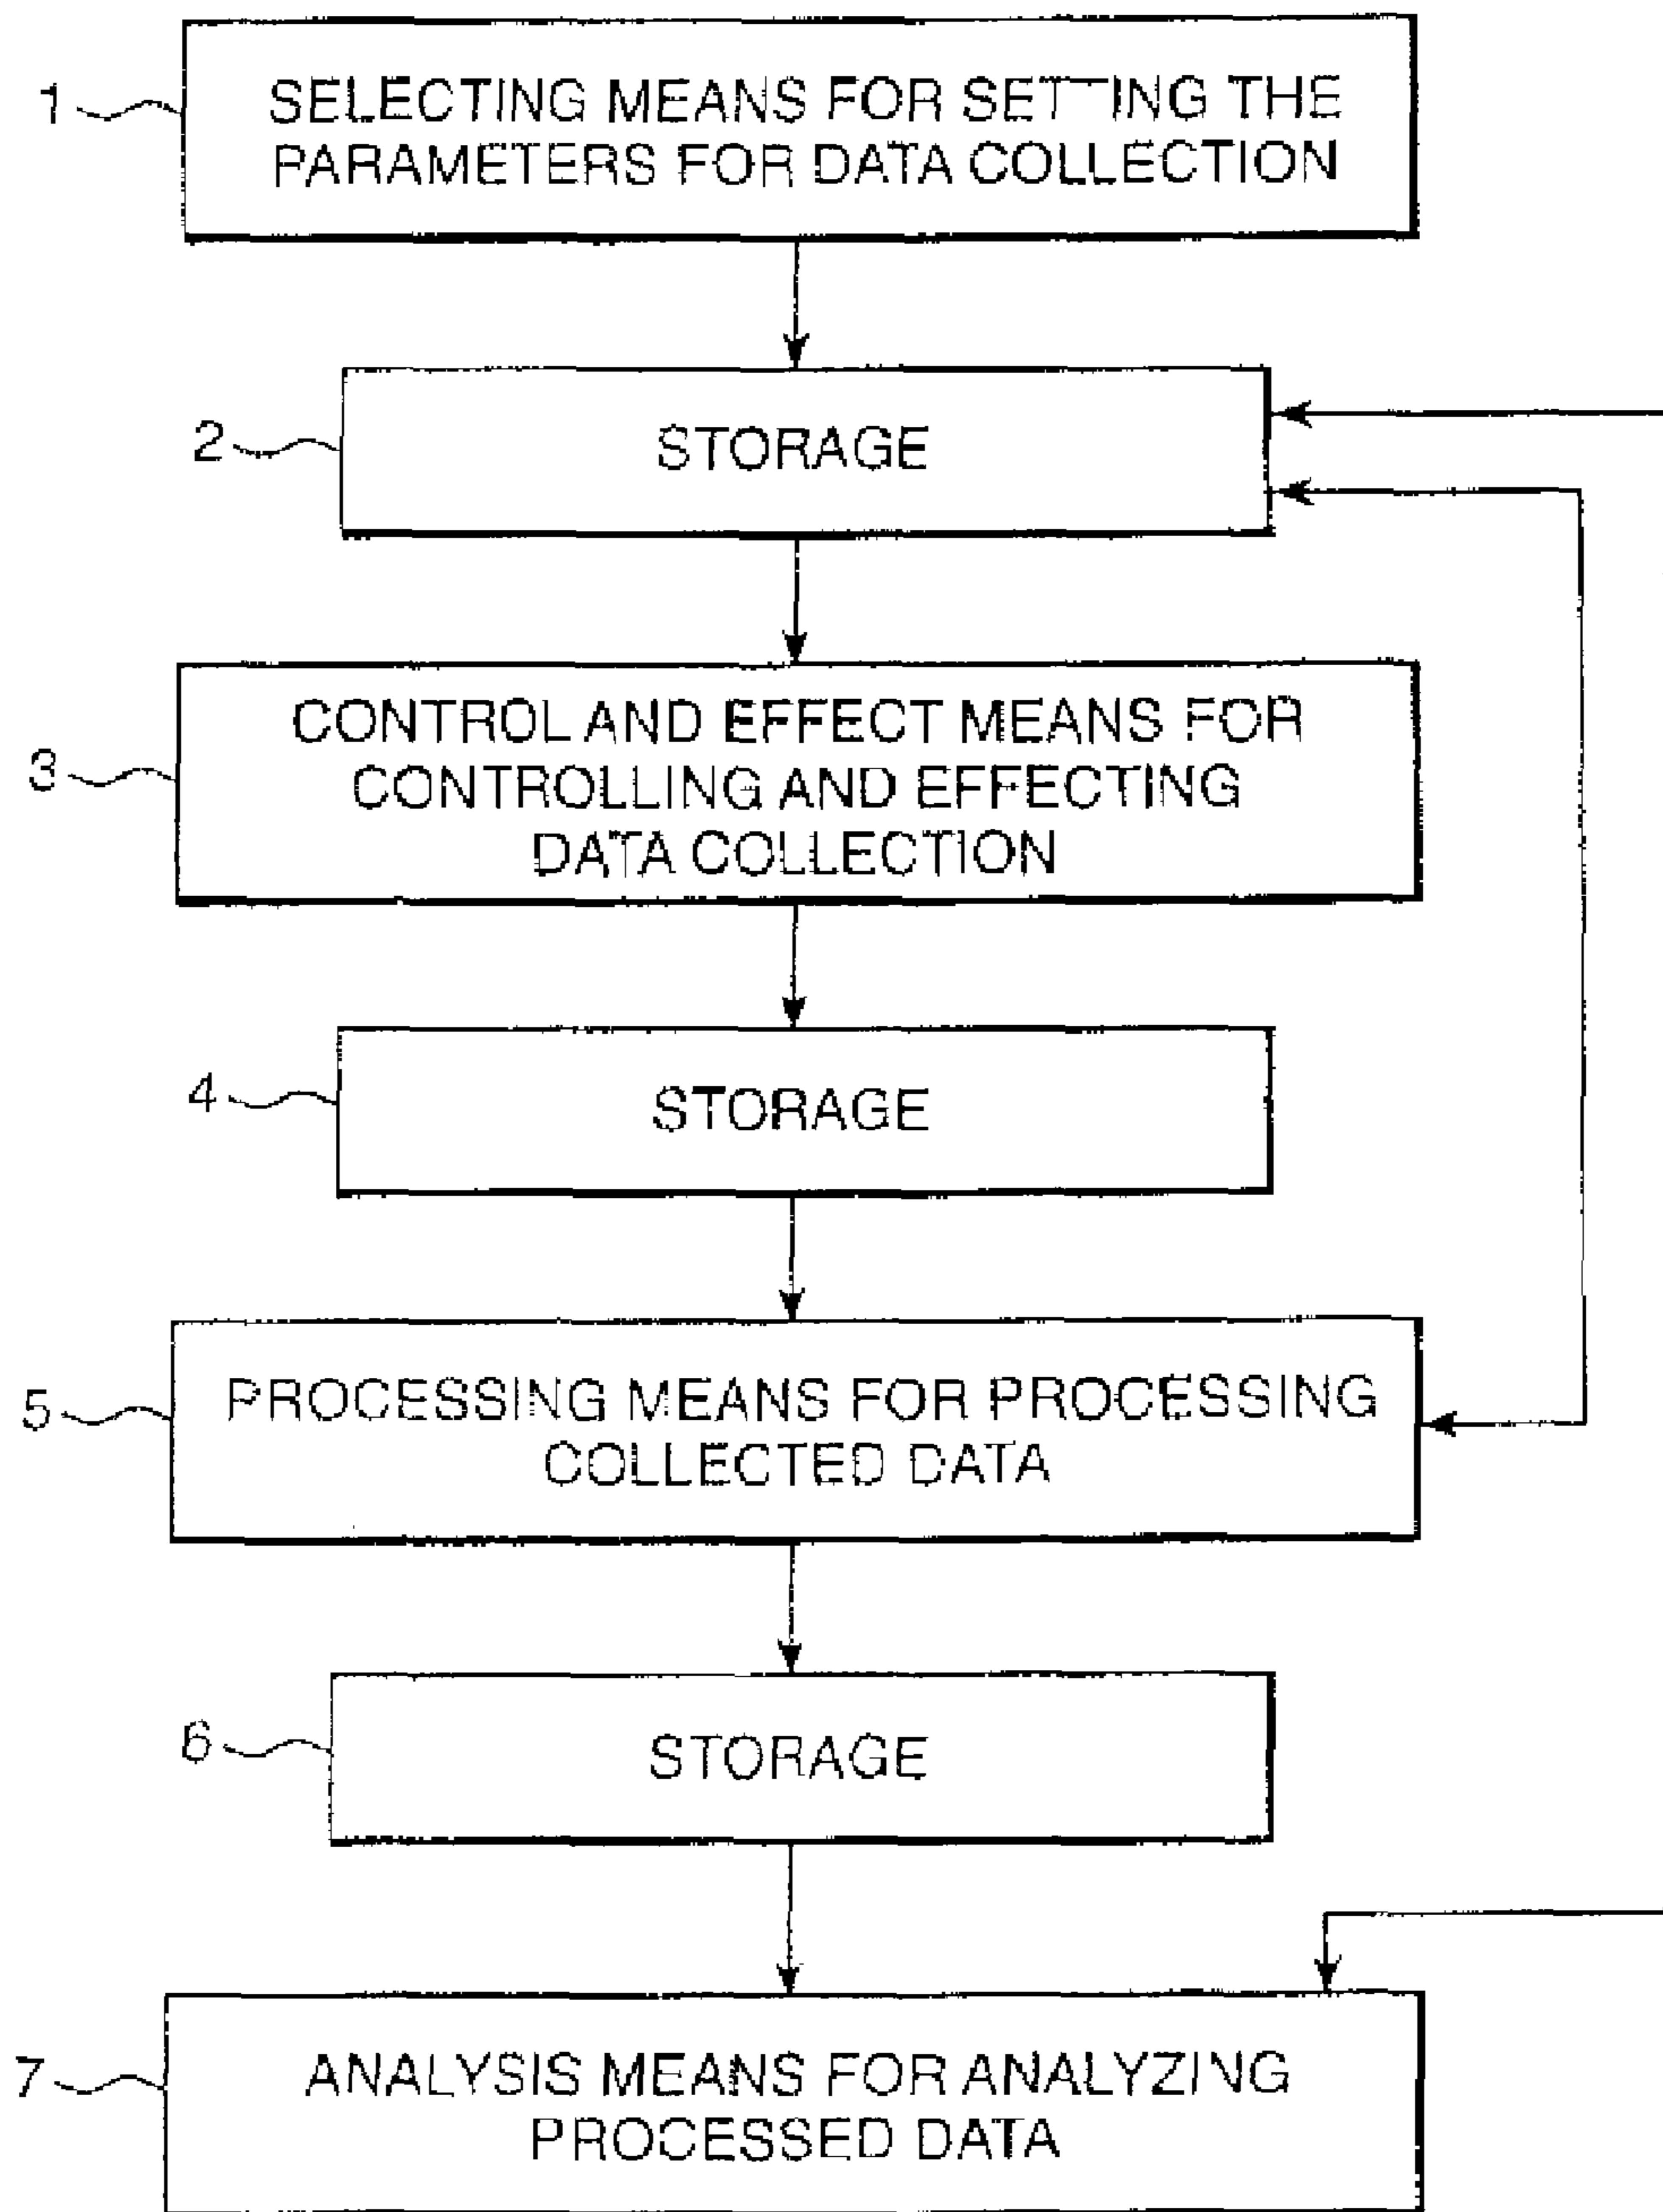 1
SELECTING MEANS FOR SETTING THE
PARAMETERS FOR DATA COLLECTION
2
STORAGE
3
CONTROL AND EFFECT MEANS FOR
CONTROLLING AND EFFECTING
DATA COLLECTION
4
STORAGE
5
PROCESSING MEANS FOR PROCESSING
COLLECTED DATA
6
STORAGE
7
ANALYSIS MEANS FOR ANALYZING
PROCESSED DATA